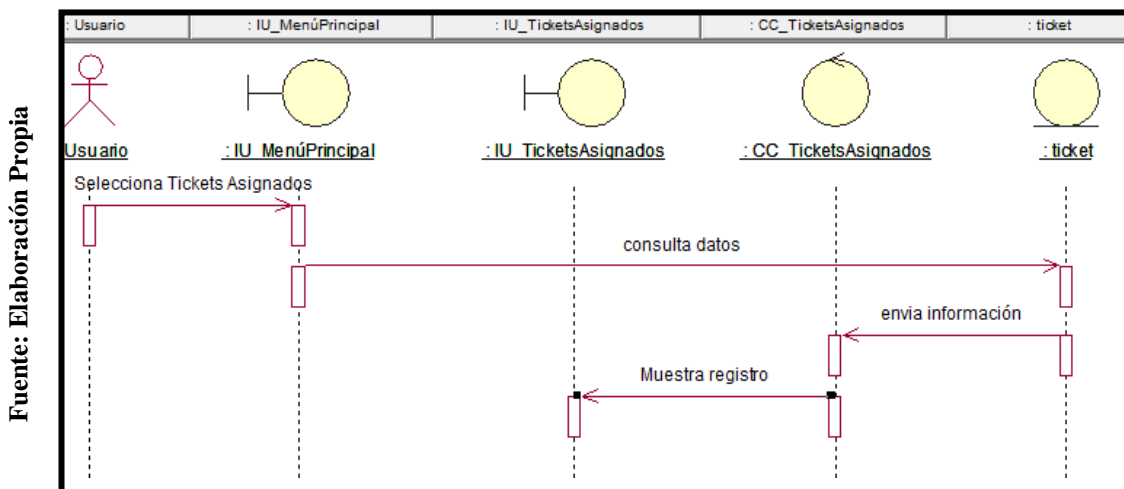 : Usuario
: IU_MenúPrincipal
: IU_TicketsAsignados
: CC_TicketsAsignados
: ticket
Usuario
: IU_MenúPrincipal
: IU_TicketsAsignados
: CC_TicketsAsignados
: ticket
Selecciona Tickets Asignados
consulta datos
envia información
Muestra registro
Fuente: Elaboración Propia